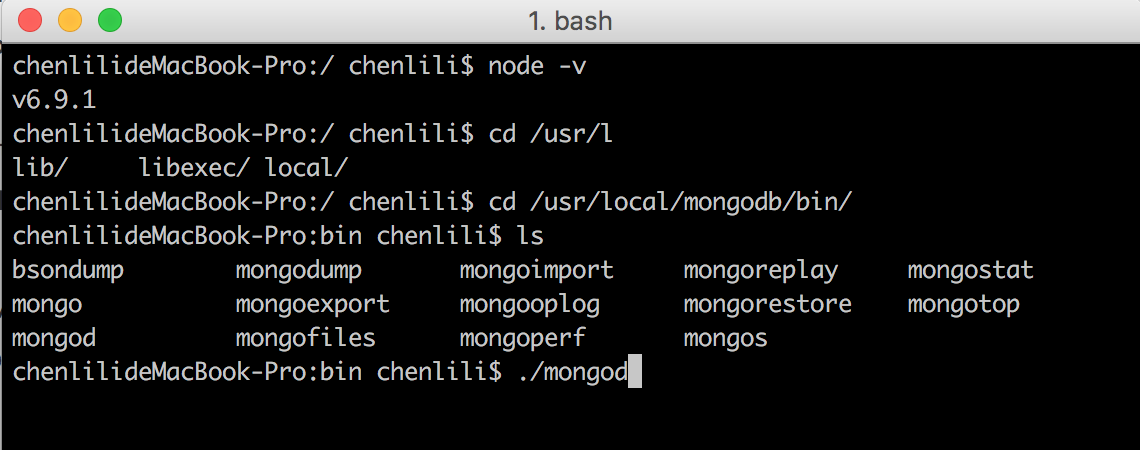 1. bash
chenlilideMacBook-Pro:/ chenlili$ node -v
v6.9.1
chenlilideMacBook-Pro:/ chenlili$ cd /usr/l
lib/     libexec/ local/
chenlilideMacBook-Pro:/ chenlili$ cd /usr/local/mongodb/bin/
chenlilideMacBook-Pro:bin chenlili$ ls
bsondump        mongodump       mongoimport     mongoreplay     mongostat
mongo           mongoexport     mongooplog      mongorestore    mongotop
mongod          mongofiles      mongoperf       mongos
chenlilideMacBook-Pro:bin chenlili$ ./mongod